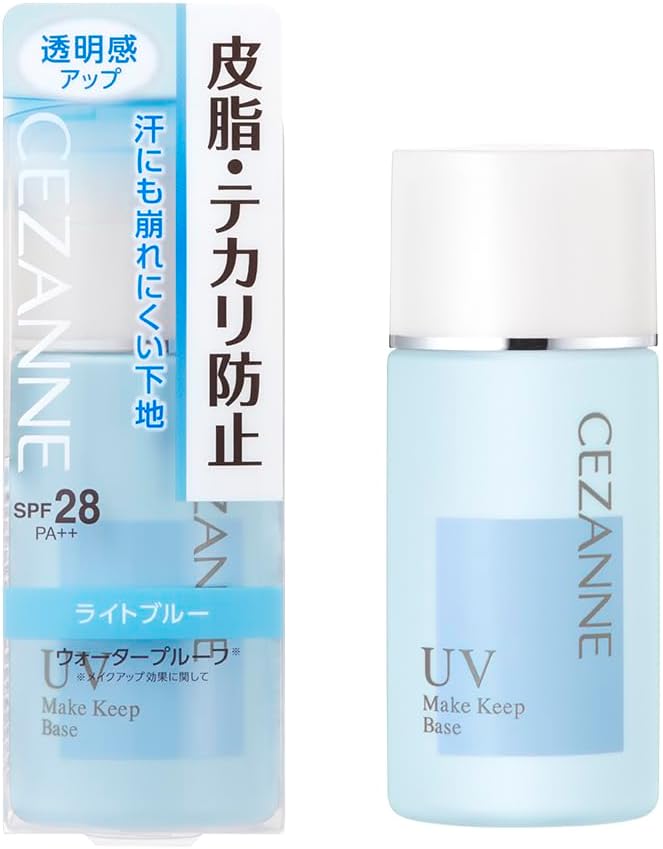 透明感
アップ
皮脂・テカリ防止
汗にも崩れにくい下地
CEZANNE
SPF 28
PA++
ライトブルー
ウォータープルーフ※
※メイクアップ効果に関して
CEZANNE
UV
Make Keep
Base
CEZANNE
UV
Make Keep
Base